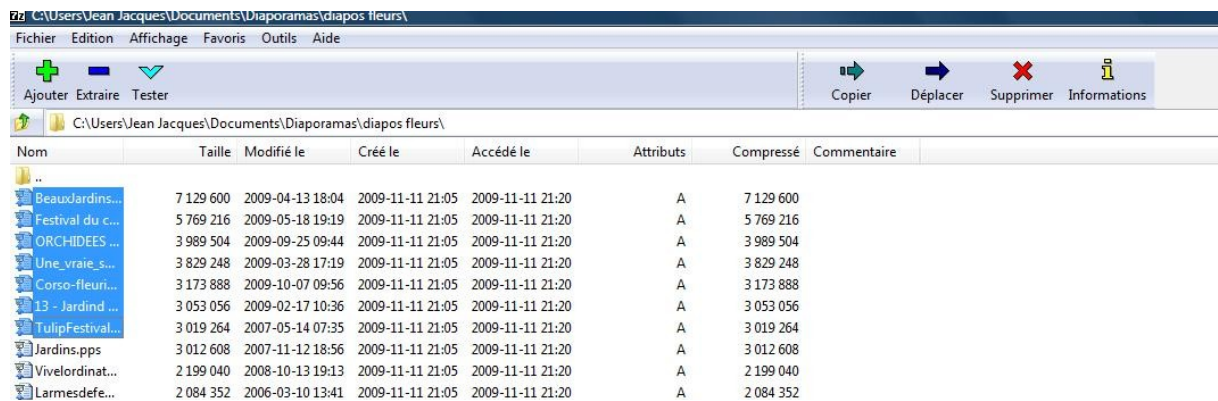 7z C:\Users\Jean Jacques\Documents\Diaporamas\diapos fleurs\
Fichier Edition Affichage Favoris Outils Aide
Ajouter Extraire Tester Copier Déplacer Supprimer Informations
C:\Users\Jean Jacques\Documents\Diaporamas\diapos fleurs\
Nom Taille Modifié le Créé le Accédé le Attributs Compressé Commentaire
..
BeauxJardins... 7 129 600 2009-04-13 18:04 2009-11-11 21:05 2009-11-11 21:20 A 7 129 600
Festival du c... 5 769 216 2009-05-18 19:19 2009-11-11 21:05 2009-11-11 21:20 A 5 769 216
ORCHIDEES ... 3 989 504 2009-09-25 09:44 2009-11-11 21:05 2009-11-11 21:20 A 3 989 504
Une_vraie_s... 3 829 248 2009-03-28 17:19 2009-11-11 21:05 2009-11-11 21:20 A 3 829 248
Corso-fleuri... 3 173 888 2009-10-07 09:56 2009-11-11 21:05 2009-11-11 21:20 A 3 173 888
13 - Jardind ... 3 053 056 2009-02-17 10:36 2009-11-11 21:05 2009-11-11 21:20 A 3 053 056
TulipFestival... 3 019 264 2007-05-14 07:35 2009-11-11 21:05 2009-11-11 21:20 A 3 019 264
Jardins.pps 3 012 608 2007-11-12 18:56 2009-11-11 21:05 2009-11-11 21:20 A 3 012 608
Vivelordinat... 2 199 040 2008-10-13 19:13 2009-11-11 21:05 2009-11-11 21:20 A 2 199 040
Larmesdefe... 2 084 352 2006-03-10 13:41 2009-11-11 21:05 2009-11-11 21:20 A 2 084 352